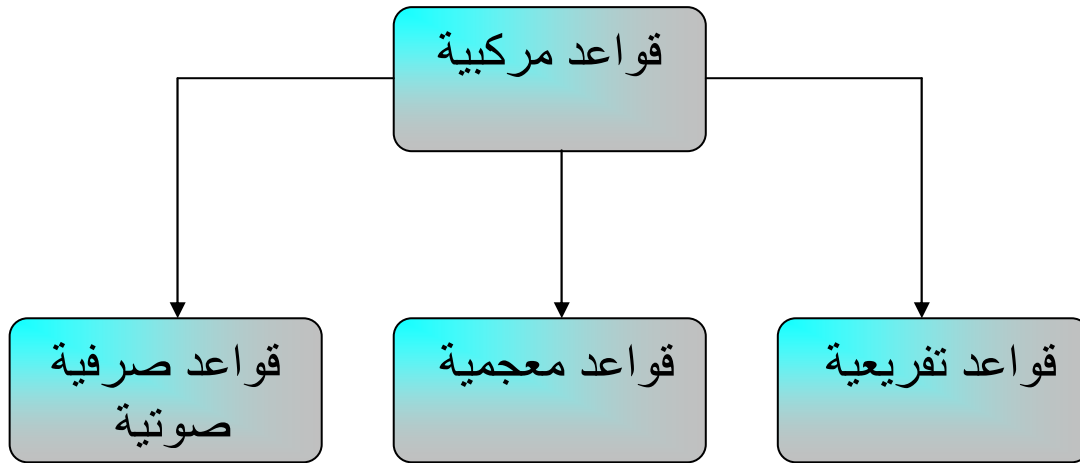 قواعد مركبية
قواعد تفريعية
قواعد معجمية
قواعد صرفية
صوتية